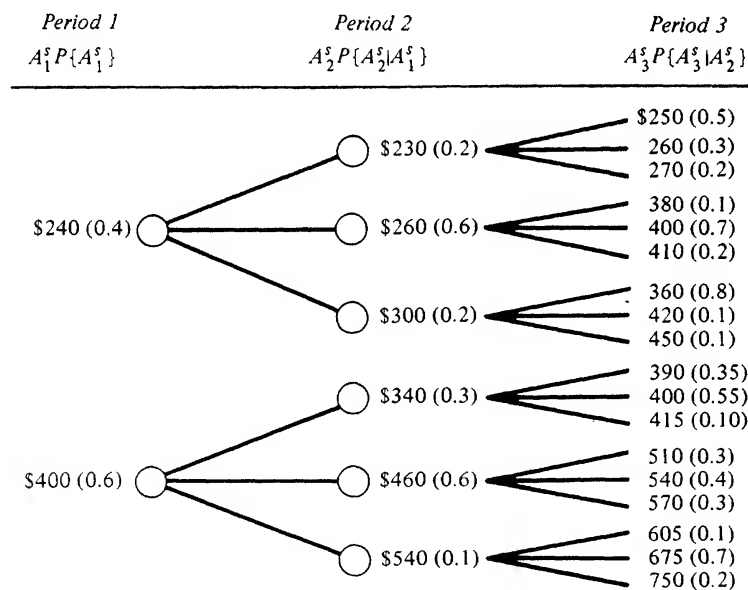 Period 1 Period 2 Period 3
A₁ˢ P{A₁ˢ} A₂ˢ P{A₂ˢ|A₁ˢ} A₃ˢ P{A₃ˢ|A₂ˢ}
$250 (0.5)
$230 (0.2) 260 (0.3)
270 (0.2)
380 (0.1)
$240 (0.4) $260 (0.6) 400 (0.7)
410 (0.2)
360 (0.8)
$300 (0.2) 420 (0.1)
450 (0.1)
390 (0.35)
$340 (0.3) 400 (0.55)
415 (0.10)
510 (0.3)
$400 (0.6) $460 (0.6) 540 (0.4)
570 (0.3)
605 (0.1)
$540 (0.1) 675 (0.7)
750 (0.2)